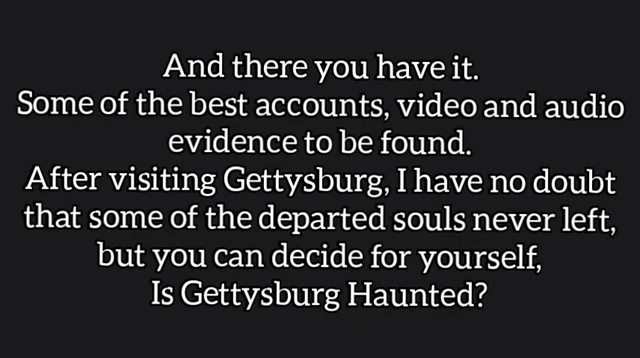 And there you have it.
Some of the best accounts, video and audio
evidence to be found.
After visiting Gettysburg, I have no doubt
that some of the departed souls never left,
but you can decide for yourself,
Is Gettysburg Haunted?